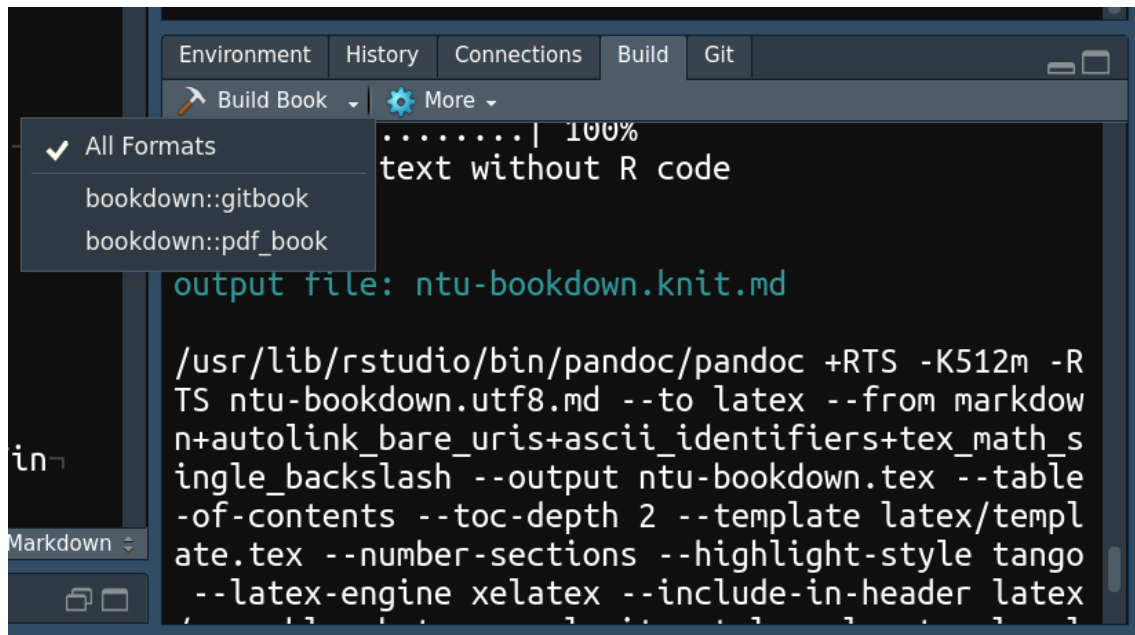 Environment History Connections Build Git
Build Book More
All Formats
bookdown::gitbook
bookdown::pdf_book
........| 100%
text without R code
output file: ntu-bookdown.knit.md
/usr/lib/rstudio/bin/pandoc/pandoc +RTS -K512m -R
TS ntu-bookdown.utf8.md --to latex --from markdow
n+autolink_bare_uris+ascii_identifiers+tex_math_s
ingle_backslash --output ntu-bookdown.tex --table
-of-contents --toc-depth 2 --template latex/templ
ate.tex --number-sections --highlight-style tango
--latex-engine xelatex --include-in-header latex
in¬
Markdown